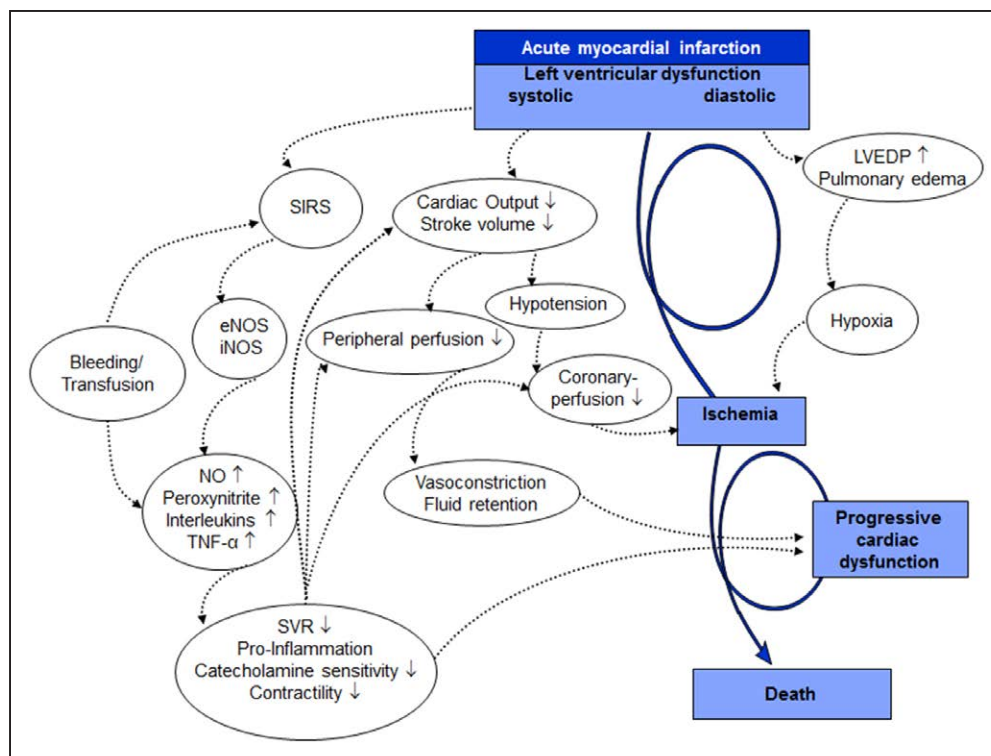 Acute myocardial infarction
Left ventricular dysfunction
systolic diastolic
LVEDP ↑
Pulmonary edema
SIRS
Cardiac Output ↓
Stroke volume ↓
Hypotension
eNOS
iNOS
Peripheral perfusion ↓
Hypoxia
Bleeding/
Transfusion
Coronary-
perfusion ↓
Ischemia
NO ↑
Peroxynitrite ↑
Interleukins ↑
TNF-α ↑
Vasoconstriction
Fluid retention
Progressive
cardiac
dysfunction
SVR ↓
Pro-Inflammation
Catecholamine sensitivity ↓
Contractility ↓
Death